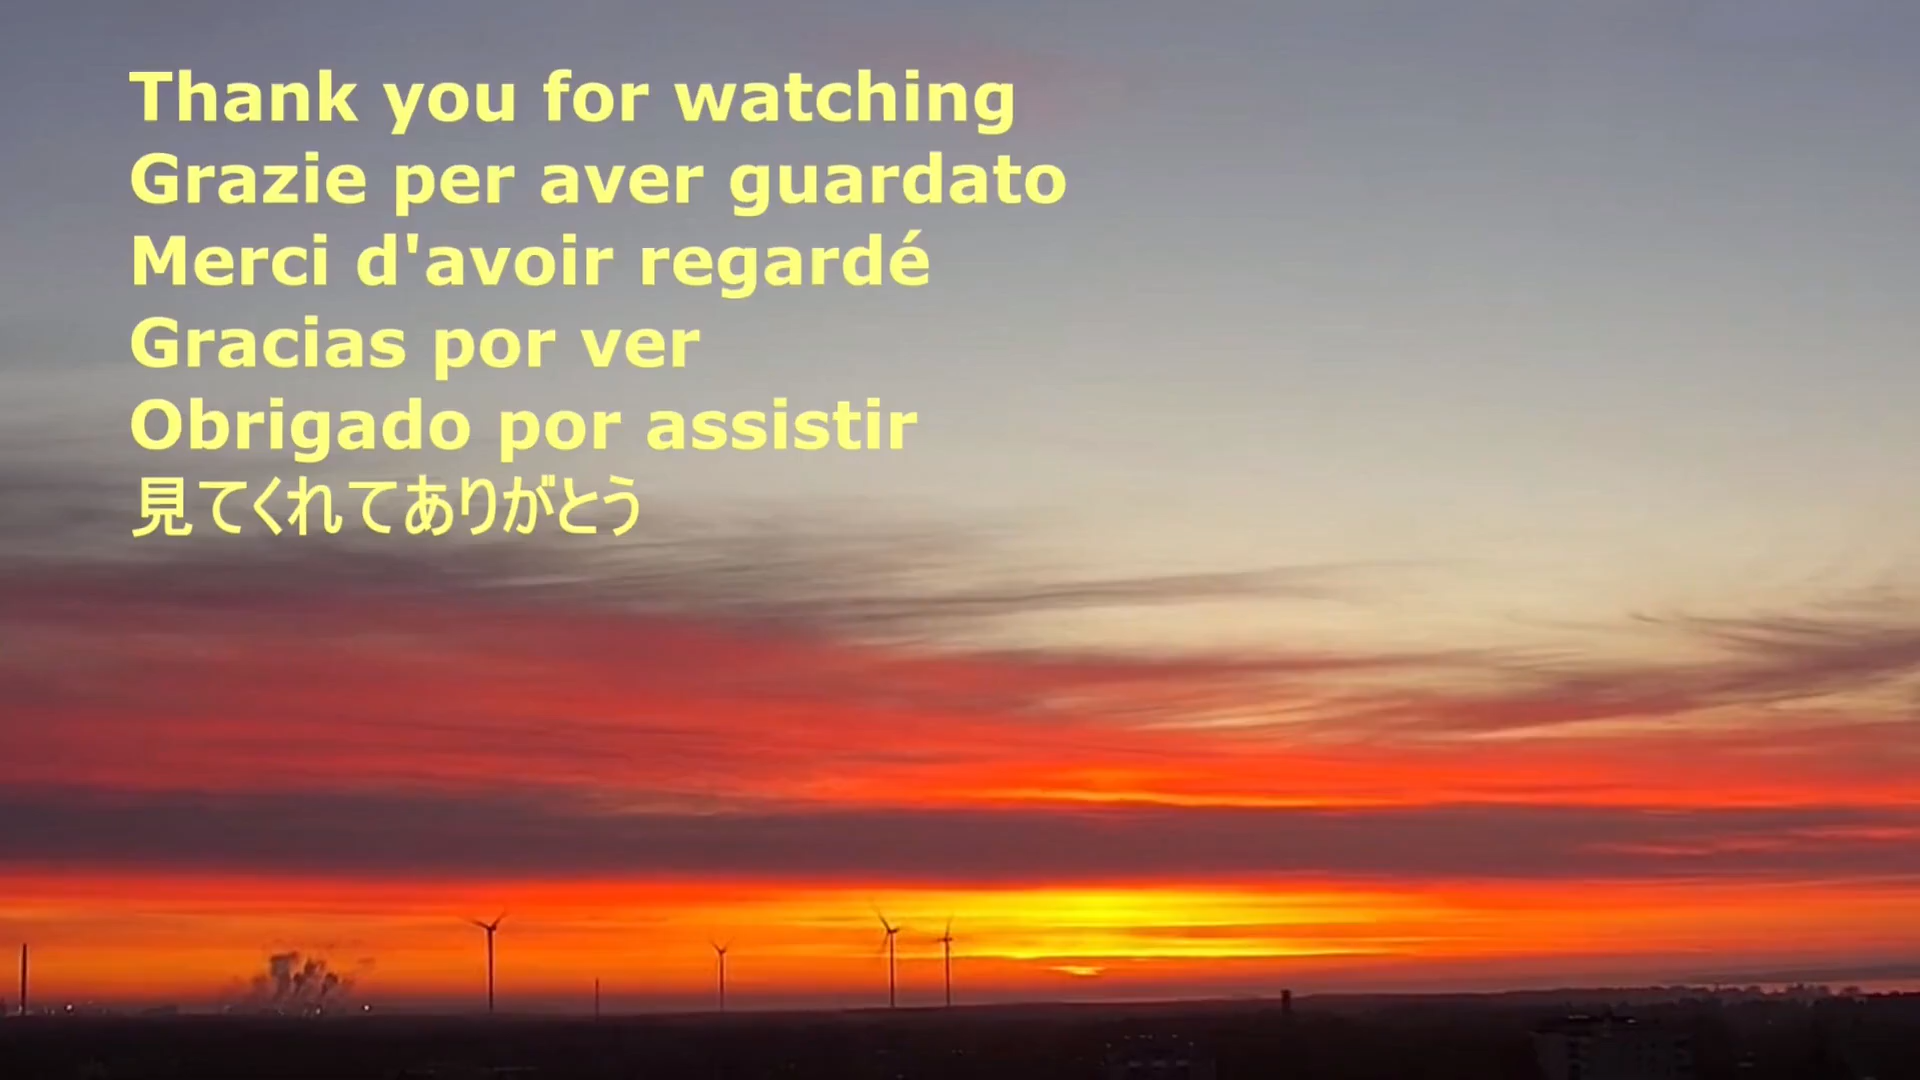 Thank you for watching
Grazie per aver guardato
Merci d'avoir regardé
Gracias por ver
Obrigado por assistir
見てくれてありがとう